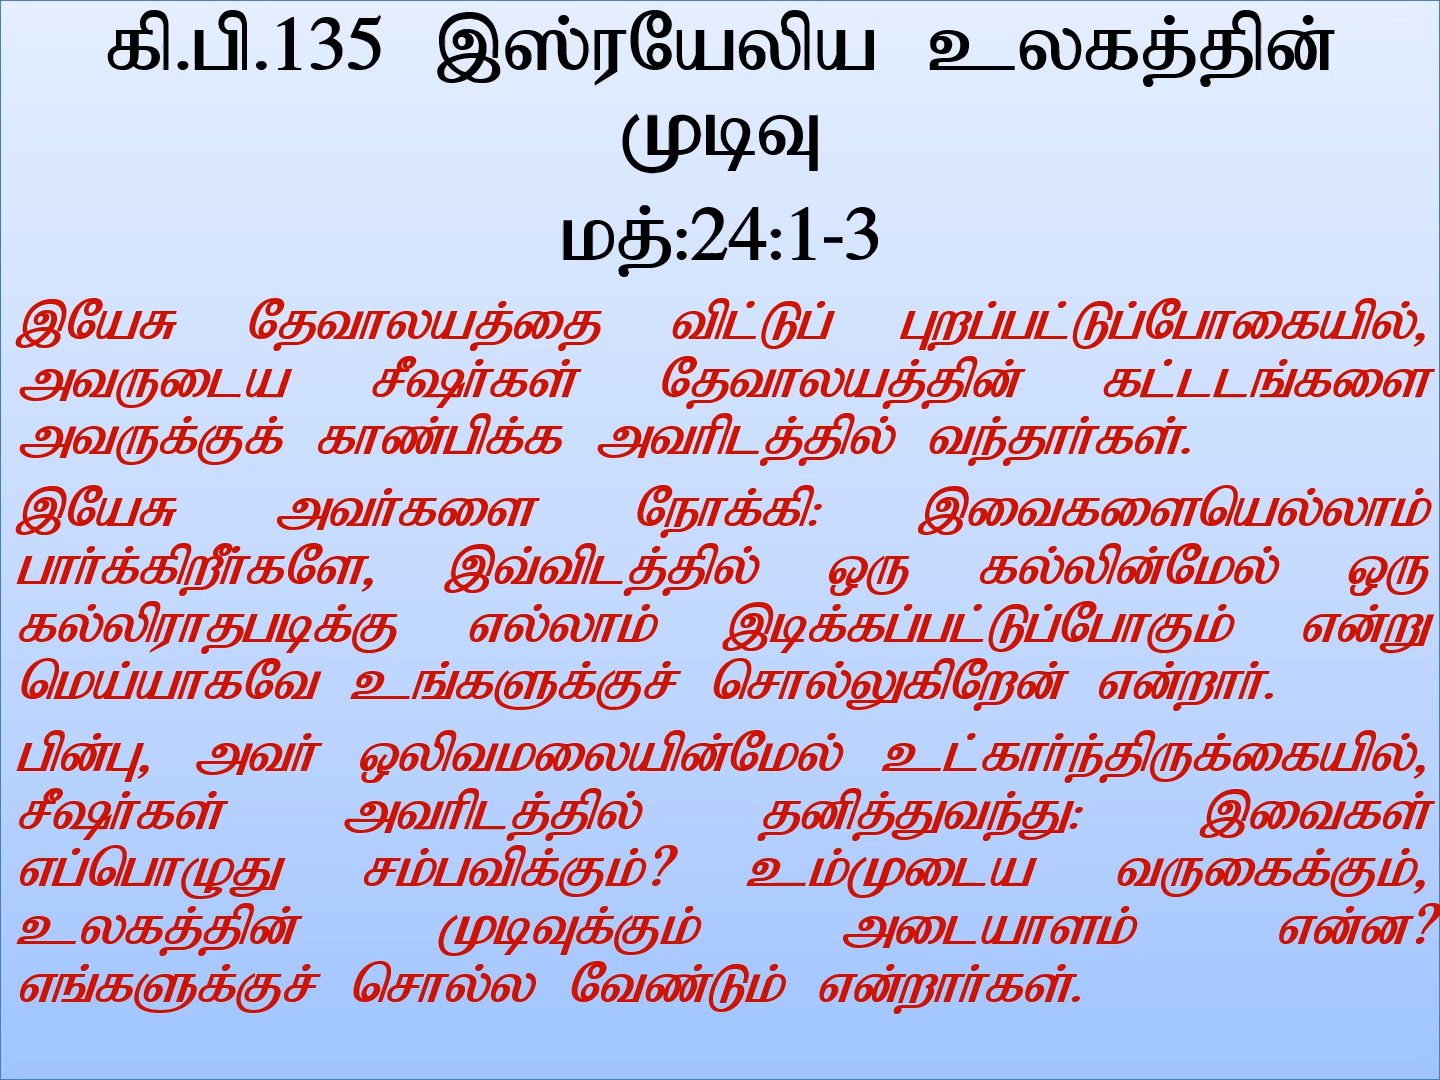 கி.பி.135 இஸ்ரயேலிய உலகத்தின்
முடிவு
மத்:24:1-3
இயேசு தேவாலயத்தை விட்டுப் புறப்பட்டுப்போகையில்,
அவருடைய சீஷர்கள் தேவாலயத்தின் கட்டடங்களை
அவருக்குக் காண்பிக்க அவரிடத்தில் வந்தார்கள்.
இயேசு அவர்களை நோக்கி: இவைகளையெல்லாம்
பார்க்கிறீர்களே, இவ்விடத்தில் ஒரு கல்லின்மேல் ஒரு
கல்லிராதபடிக்கு எல்லாம் இடிக்கப்பட்டுப்போகும் என்று
மெய்யாகவே உங்களுக்குச் சொல்லுகிறேன் என்றார்.
பின்பு, அவர் ஒலிவமலையின்மேல் உட்கார்ந்திருக்கையில்,
சீஷர்கள் அவரிடத்தில் தனித்துவந்து: இவைகள்
எப்பொழுது சம்பவிக்கும்? உம்முடைய வருகைக்கும்,
உலகத்தின் முடிவுக்கும் அடையாளம் என்ன?
எங்களுக்குச் சொல்ல வேண்டும் என்றார்கள்.